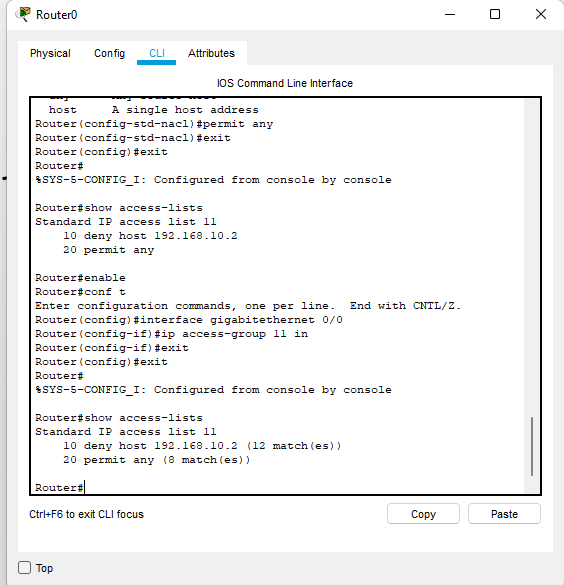 Router0
Physical Config CLI Attributes
IOS Command Line Interface
host A single host address
Router(config-std-nacl)#permit any
Router(config-std-nacl)#exit
Router(config)#exit
Router#
%SYS-5-CONFIG_I: Configured from console by console
Router#show access-lists
Standard IP access list 11
10 deny host 192.168.10.2
20 permit any
Router#enable
Router#conf t
Enter configuration commands, one per line. End with CNTL/Z.
Router(config)#interface gigabitethernet 0/0
Router(config-if)#ip access-group 11 in
Router(config-if)#exit
Router(config)#exit
Router#
%SYS-5-CONFIG_I: Configured from console by console
Router#show access-lists
Standard IP access list 11
10 deny host 192.168.10.2 (12 match(es))
20 permit any (8 match(es))
Router#
Ctrl+F6 to exit CLI focus
Copy
Paste
Top